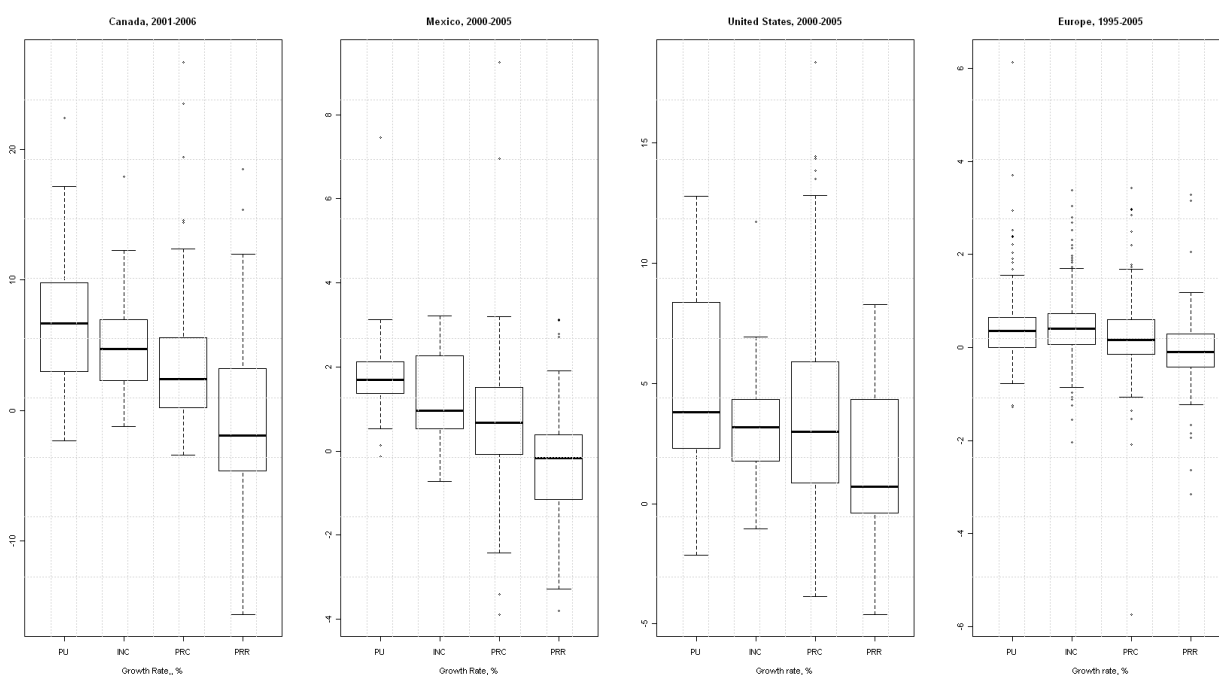 Canada, 2001-2006
20
10
0
-10
PU INC PRC PRR
Growth Rate,, %
Mexico, 2000-2005
8
6
4
2
0
-2
-4
PU INC PRC PRR
Growth Rate, %
United States, 2000-2005
15
10
5
0
-5
PU INC PRC PRR
Growth rate, %
Europe, 1995-2005
6
4
2
0
-2
-4
-6
PU INC PRC PRR
Growth rate, %